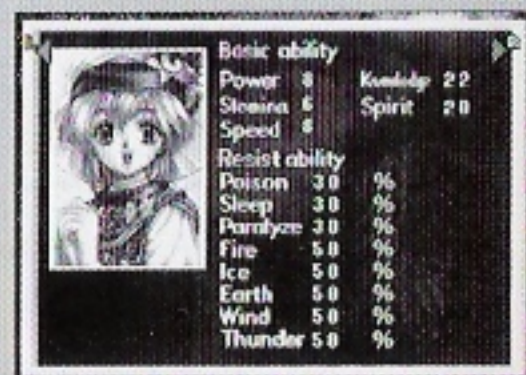 Basic ability
Power 8 Knowledge 22
Stamina 6 Spirit 20
Speed 8
Resist ability
Poison 30 %
Sleep 30 %
Paralyze 30 %
Fire 50 %
Ice 50 %
Earth 50 %
Wind 50 %
Thunder 50 %